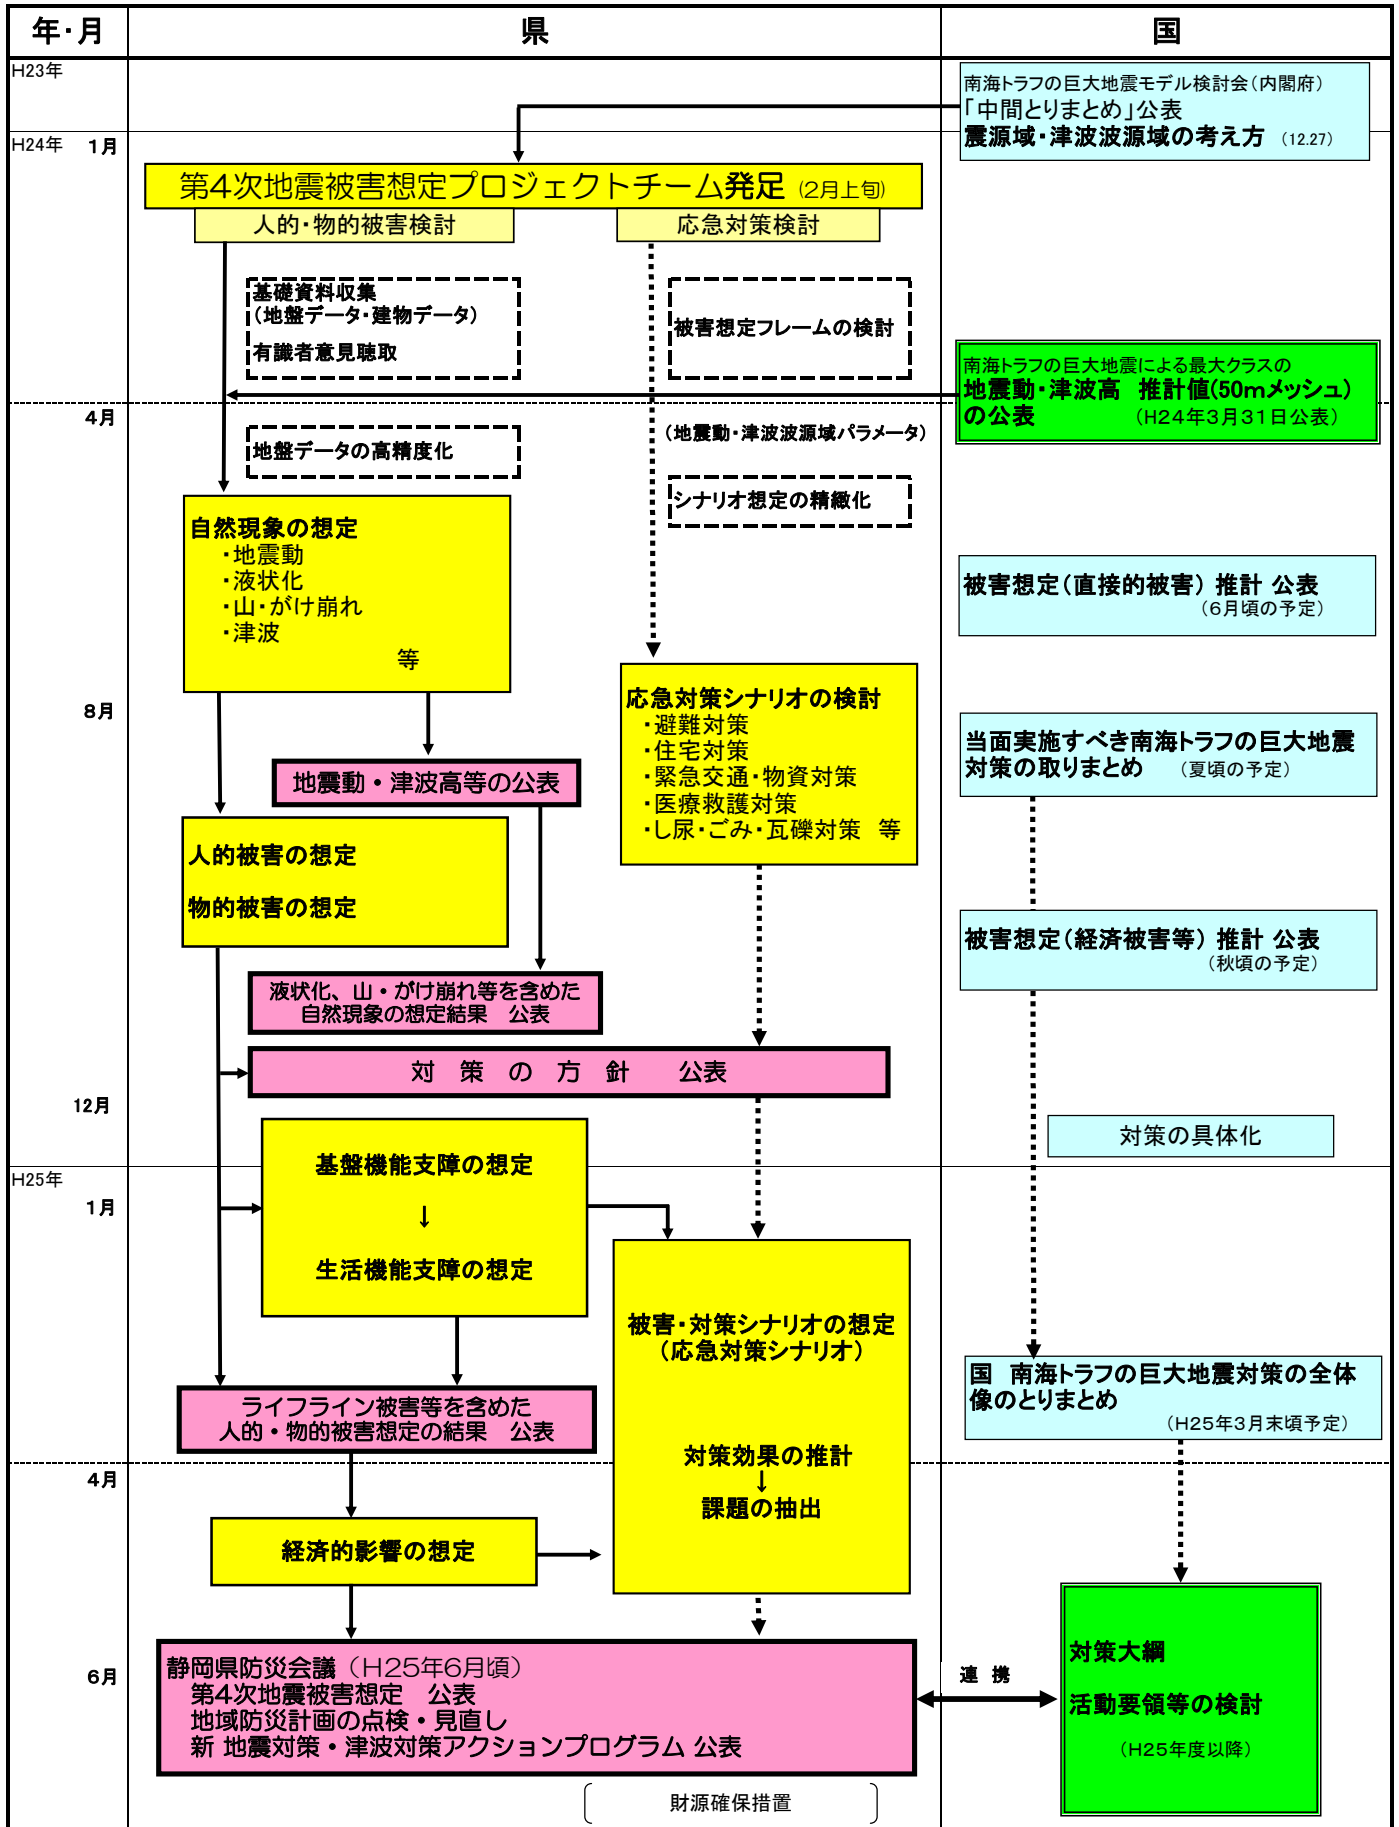 年・月
県
国
H23年
南海トラフの巨大地震モデル検討会（内閣府）
「中間とりまとめ」公表
震源域・津波波源域の考え方 （12.27）
H24年 1月
第4次地震被害想定プロジェクトチーム発足 (2月上旬)
人的・物的被害検討
応急対策検討
基礎資料収集
（地盤データ・建物データ）
有識者意見聴取
被害想定フレームの検討
南海トラフの巨大地震による最大クラスの
地震動・津波高 推計値(50mメッシュ)
の公表 （H24年3月31日公表）
4月
地盤データの高精度化
（地震動・津波波源域パラメータ）
シナリオ想定の精緻化
自然現象の想定
・地震動
・液状化
・山・がけ崩れ
・津波
等
被害想定（直接的被害） 推計 公表
（6月頃の予定）
8月
応急対策シナリオの検討
・避難対策
・住宅対策
・緊急交通・物資対策
・医療救護対策
・し尿・ごみ・瓦礫対策 等
当面実施すべき南海トラフの巨大地震
対策の取りまとめ （夏頃の予定）
地震動・津波高等の公表
人的被害の想定
物的被害の想定
被害想定（経済被害等） 推計 公表
（秋頃の予定）
液状化、山・がけ崩れ等を含めた
自然現象の想定結果 公表
対 策 の 方 針 公表
12月
対策の具体化
基盤機能支障の想定
↓
生活機能支障の想定
H25年
1月
被害・対策シナリオの想定
（応急対策シナリオ）
対策効果の推計
↓
課題の抽出
国 南海トラフの巨大地震対策の全体
像のとりまとめ
（H25年3月末頃予定）
ライフライン被害等を含めた
人的・物的被害想定の結果 公表
4月
経済的影響の想定
6月
静岡県防災会議（H25年6月頃）
第4次地震被害想定 公表
地域防災計画の点検・見直し
新 地震対策・津波対策アクションプログラム 公表
連 携
対策大綱
活動要領等の検討
（H25年度以降）
財源確保措置